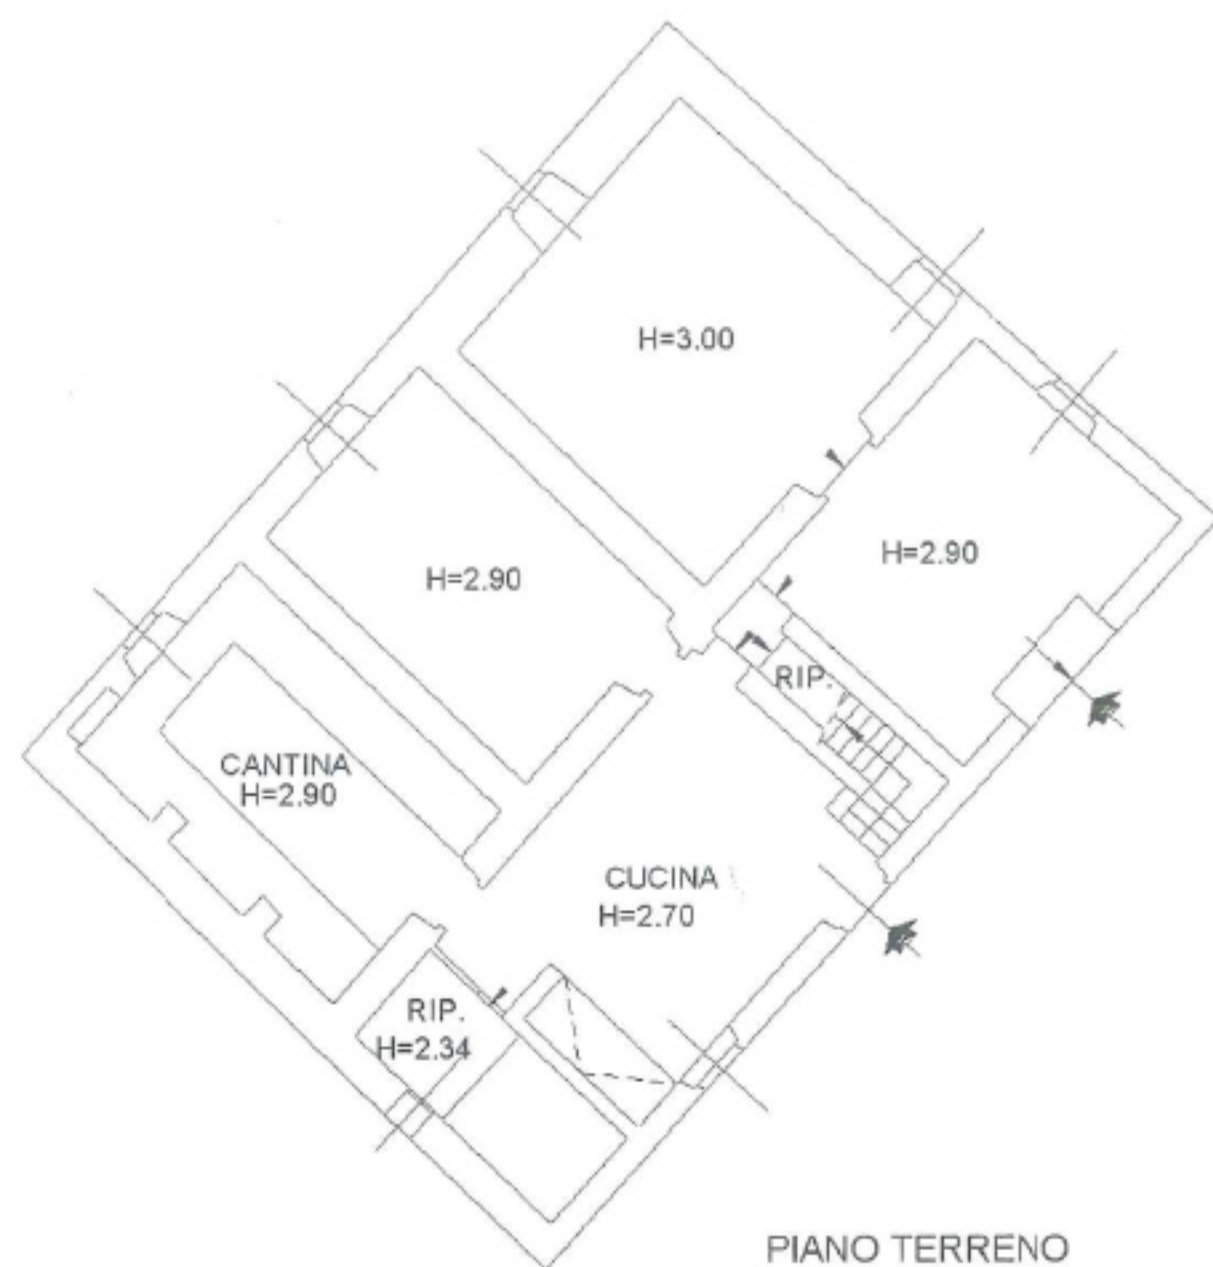 H=3.00
H=2.90
H=2.90
RIP.
CANTINA
H=2.90
CUCINA
H=2.70
RIP.
H=2.34
PIANO TERRENO